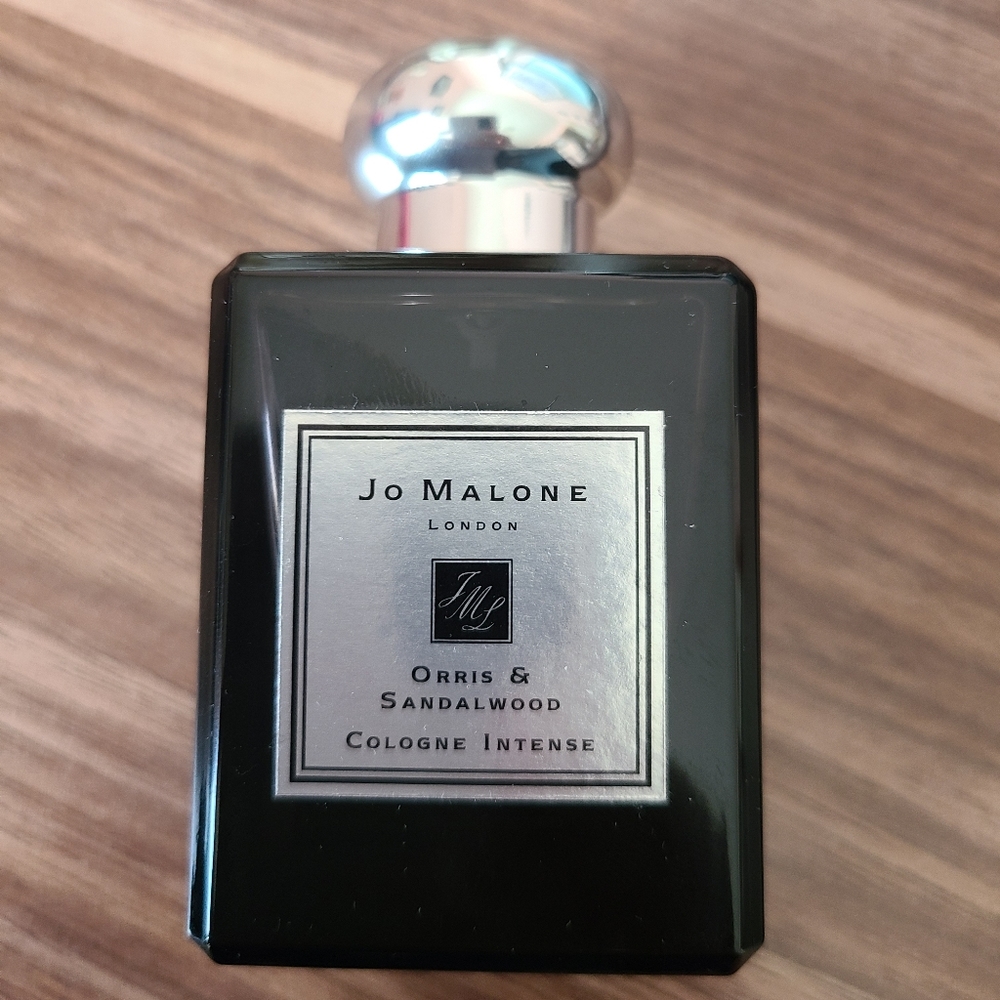 Jo Malone
London
JML
Orris &
Sandalwood
Cologne Intense